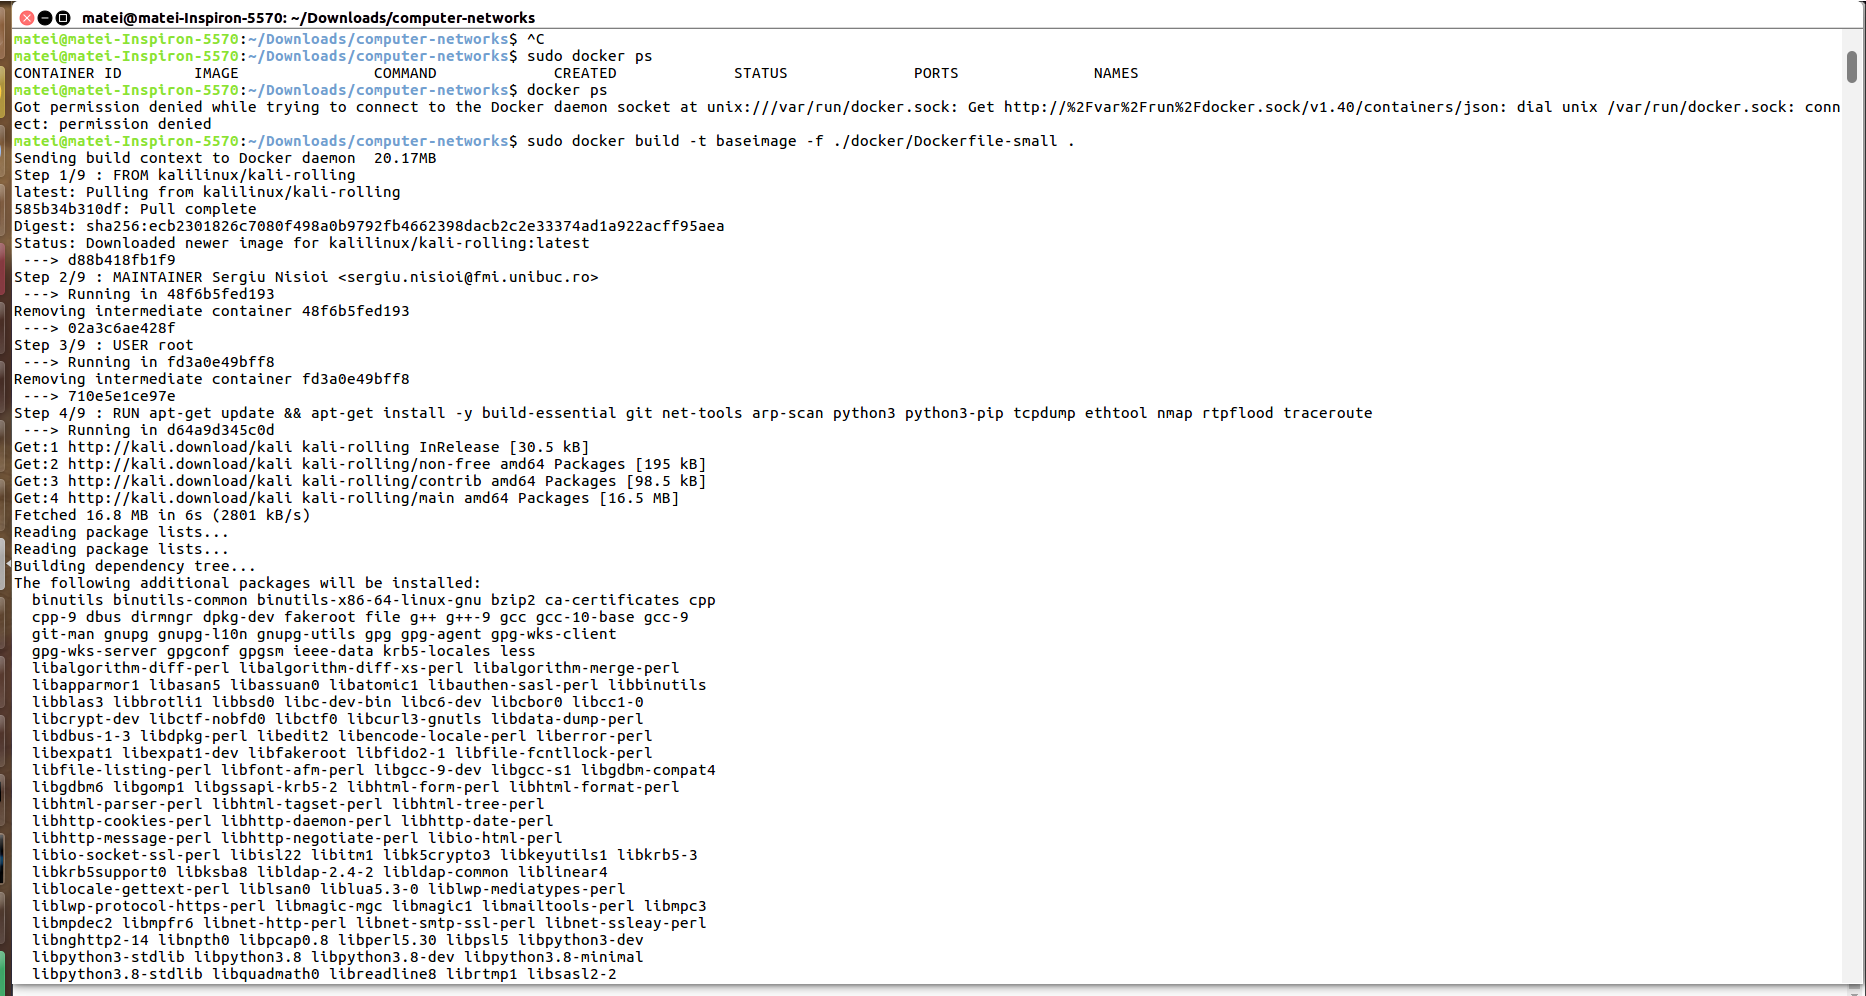 matei@matei-Inspiron-5570: ~/Downloads/computer-networks
matei@matei-Inspiron-5570:~/Downloads/computer-networks$ ^C
matei@matei-Inspiron-5570:~/Downloads/computer-networks$ sudo docker ps
CONTAINER ID        IMAGE               COMMAND             CREATED             STATUS              PORTS               NAMES
matei@matei-Inspiron-5570:~/Downloads/computer-networks$ docker ps
Got permission denied while trying to connect to the Docker daemon socket at unix:///var/run/docker.sock: Get http://%2Fvar%2Frun%2Fdocker.sock/v1.40/containers/json: dial unix /var/run/docker.sock: conn
ect: permission denied
matei@matei-Inspiron-5570:~/Downloads/computer-networks$ sudo docker build -t baseimage -f ./docker/Dockerfile-small .
Sending build context to Docker daemon  20.17MB
Step 1/9 : FROM kalilinux/kali-rolling
latest: Pulling from kalilinux/kali-rolling
585b34b310df: Pull complete
Digest: sha256:ecb2301826c7080f498a0b9792fb4662398dacb2c2e33374ad1a922acff95aea
Status: Downloaded newer image for kalilinux/kali-rolling:latest
 ---> d88b418fb1f9
Step 2/9 : MAINTAINER Sergiu Nisioi <sergiu.nisioi@fmi.unibuc.ro>
 ---> Running in 48f6b5fed193
Removing intermediate container 48f6b5fed193
 ---> 02a3c6ae428f
Step 3/9 : USER root
 ---> Running in fd3a0e49bff8
Removing intermediate container fd3a0e49bff8
 ---> 710e5e1ce97e
Step 4/9 : RUN apt-get update && apt-get install -y build-essential git net-tools arp-scan python3 python3-pip tcpdump ethtool nmap rtpflood traceroute
 ---> Running in d64a9d345c0d
Get:1 http://kali.download/kali kali-rolling InRelease [30.5 kB]
Get:2 http://kali.download/kali kali-rolling/non-free amd64 Packages [195 kB]
Get:3 http://kali.download/kali kali-rolling/contrib amd64 Packages [98.5 kB]
Get:4 http://kali.download/kali kali-rolling/main amd64 Packages [16.5 MB]
Fetched 16.8 MB in 6s (2801 kB/s)
Reading package lists...
Reading package lists...
Building dependency tree...
The following additional packages will be installed:
  binutils binutils-common binutils-x86-64-linux-gnu bzip2 ca-certificates cpp
  cpp-9 dbus dirmngr dpkg-dev fakeroot file g++ g++-9 gcc gcc-10-base gcc-9
  git-man gnupg gnupg-l10n gnupg-utils gpg gpg-agent gpg-wks-client
  gpg-wks-server gpgconf gpgsm ieee-data krb5-locales less
  libalgorithm-diff-perl libalgorithm-diff-xs-perl libalgorithm-merge-perl
  libapparmor1 libasan5 libassuan0 libatomic1 libauthen-sasl-perl libbinutils
  libblas3 libbrotli1 libbsd0 libc-dev-bin libc6-dev libcbor0 libcc1-0
  libcrypt-dev libctf-nobfd0 libctf0 libcurl3-gnutls libdata-dump-perl
  libdbus-1-3 libdpkg-perl libedit2 libencode-locale-perl liberror-perl
  libexpat1 libexpat1-dev libfakeroot libfido2-1 libfile-fcntllock-perl
  libfile-listing-perl libfont-afm-perl libgcc-9-dev libgcc-s1 libgdbm-compat4
  libgdbm6 libgomp1 libgssapi-krb5-2 libhtml-form-perl libhtml-format-perl
  libhtml-parser-perl libhtml-tagset-perl libhtml-tree-perl
  libhttp-cookies-perl libhttp-daemon-perl libhttp-date-perl
  libhttp-message-perl libhttp-negotiate-perl libio-html-perl
  libio-socket-ssl-perl libisl22 libitm1 libk5crypto3 libkeyutils1 libkrb5-3
  libkrb5support0 libksba8 libldap-2.4-2 libldap-common liblinear4
  liblocale-gettext-perl liblsan0 liblua5.3-0 liblwp-mediatypes-perl
  liblwp-protocol-https-perl libmagic-mgc libmagic1 libmailtools-perl libmpc3
  libmpdec2 libmpfr6 libnet-http-perl libnet-smtp-ssl-perl libnet-ssleay-perl
  libnghttp2-14 libnpth0 libpcap0.8 libperl5.30 libpsl5 libpython3-dev
  libpython3-stdlib libpython3.8 libpython3.8-dev libpython3.8-minimal
  libpython3.8-stdlib libquadmath0 libreadline8 librtmp1 libsasl2-2